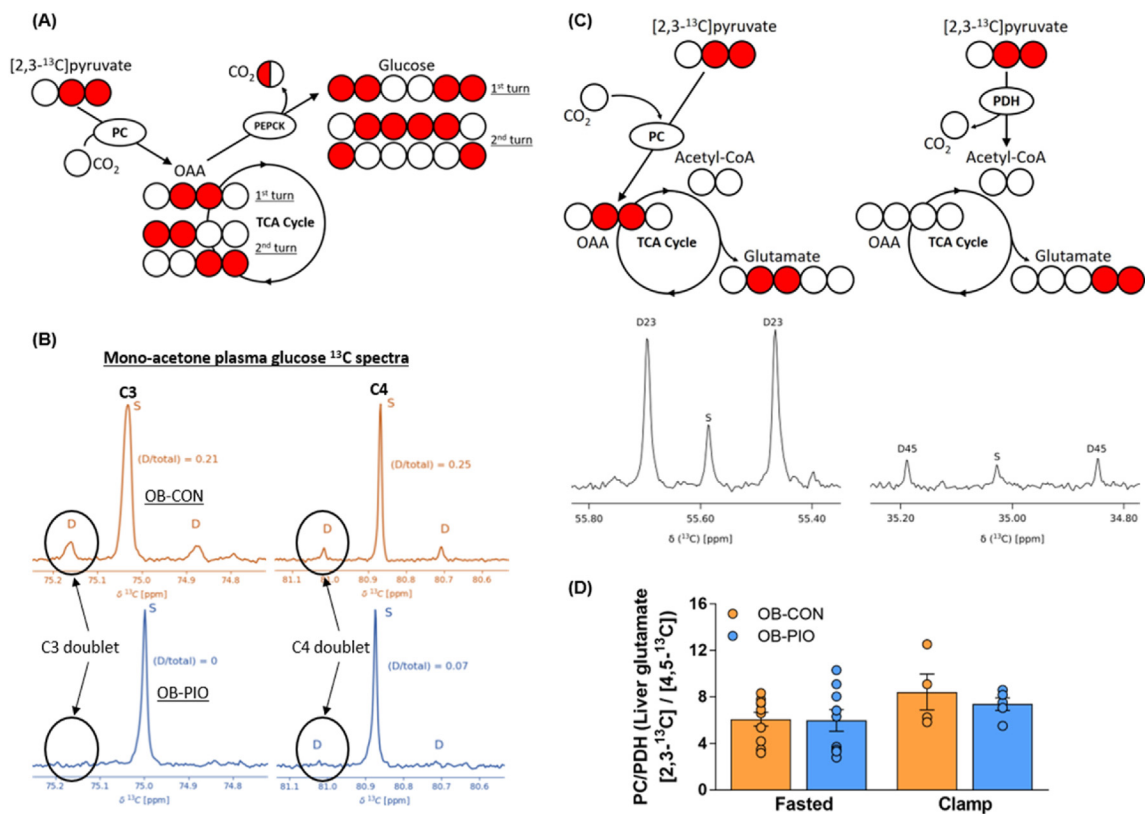 (A)
[2,3-¹³C]pyruvate
CO₂
PC
OAA
1ˢᵗ turn
2ⁿᵈ turn
TCA Cycle
CO₂
PEPCK
Glucose
1ˢᵗ turn
2ⁿᵈ turn
(B)
Mono-acetone plasma glucose ¹³C spectra
C3
S
(D/total) = 0.21
OB-CON
D
D
75.2 75.1 75.0 74.9 74.8
δ ¹³C [ppm]
C4
S
(D/total) = 0.25
D
D
81.1 81.0 80.9 80.8 80.7 80.6
δ ¹³C [ppm]
C3 doublet
C4 doublet
S
(D/total) = 0
OB-PIO
75.2 75.1 75.0 74.9 74.8
δ ¹³C [ppm]
S
(D/total) = 0.07
D
D
81.1 81.0 80.9 80.8 80.7 80.6
δ ¹³C [ppm]
(C)
[2,3-¹³C]pyruvate
CO₂
PC
Acetyl-CoA
OAA
TCA Cycle
Glutamate
[2,3-¹³C]pyruvate
PDH
CO₂
Acetyl-CoA
OAA
TCA Cycle
Glutamate
D23
S
D23
55.80 55.60 55.40
δ (¹³C) [ppm]
D45
S
D45
35.20 35.00 34.80
δ (¹³C) [ppm]
(D)
PC/PDH (Liver glutamate
[2,3-¹³C] / [4,5-¹³C])
16
12
8
4
0
OB-CON
OB-PIO
Fasted
Clamp